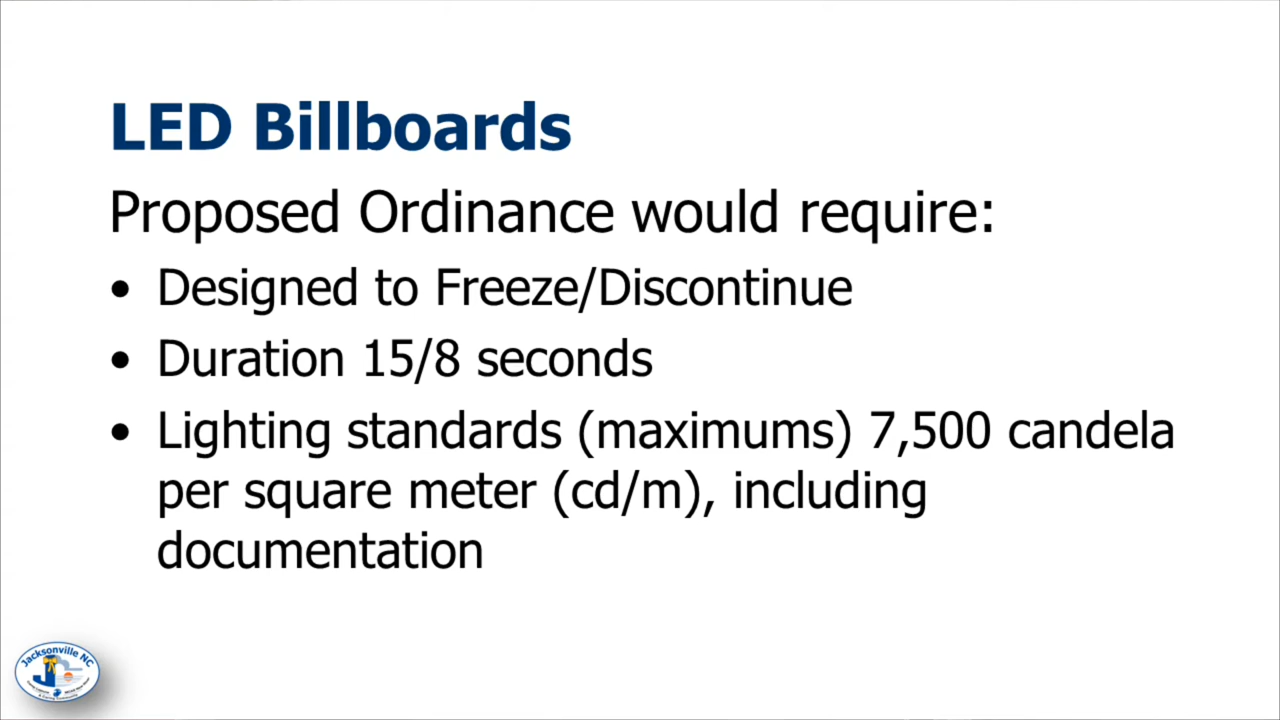 LED Billboards
Proposed Ordinance would require:
• Designed to Freeze/Discontinue
• Duration 15/8 seconds
• Lighting standards (maximums) 7,500 candela
per square meter (cd/m), including
documentation
Jacksonville NC